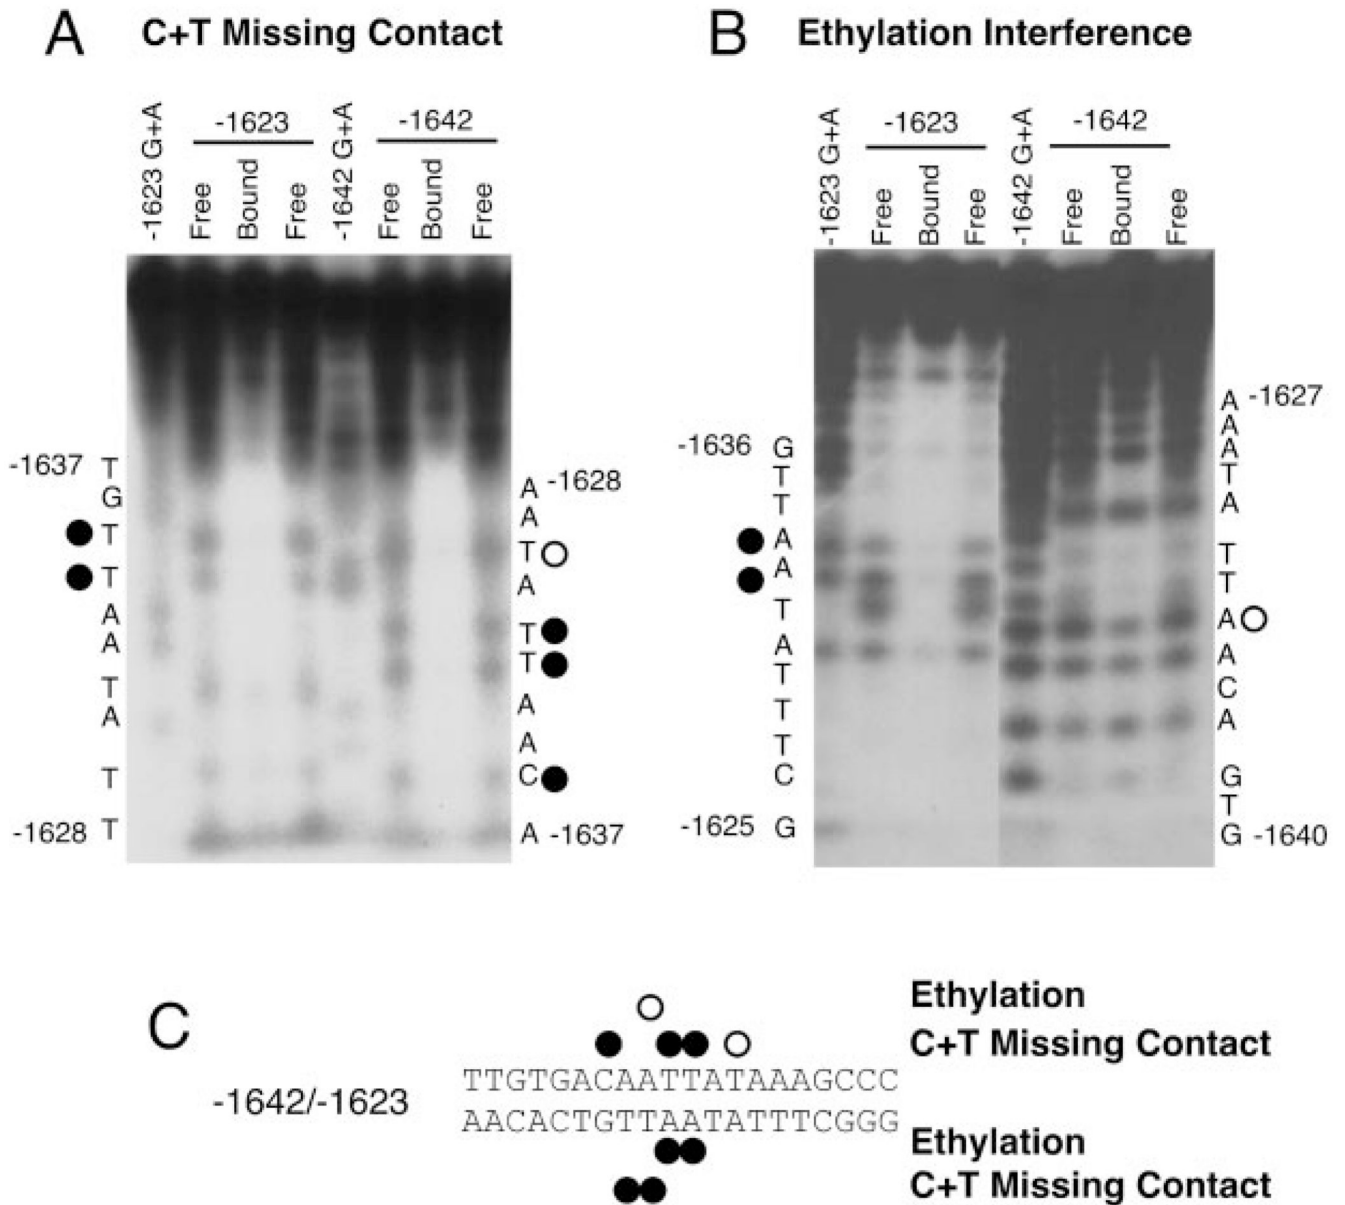 A C+T Missing Contact
-1623 G+A
-1623
Free
Bound
Free
-1642 G+A
-1642
Free
Bound
Free
-1637 T
G
T
T
A
A
T
A
T
-1628 T
A -1628
A
T
A
T
T
A
A
C
A -1637
B Ethylation Interference
-1623 G+A
-1623
Free
Bound
Free
-1642 G+A
-1642
Free
Bound
Free
-1636 G
T
T
A
A
T
A
T
T
T
C
-1625 G
A -1627
A
A
T
A
T
T
A
A
C
A
G
T
G -1640
C
Ethylation
C+T Missing Contact
-1642/-1623
TTGTGACAATTATAAAGCCC
AACACTGTTAATATTTCGGG
Ethylation
C+T Missing Contact